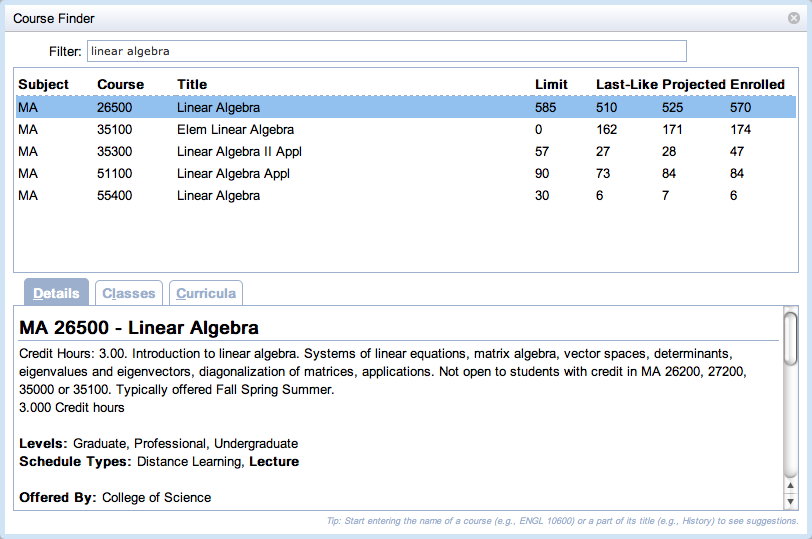 Course Finder
Filter: linear algebra
Subject Course Title Limit Last-Like Projected Enrolled
MA 26500 Linear Algebra 585 510 525 570
MA 35100 Elem Linear Algebra 0 162 171 174
MA 35300 Linear Algebra II Appl 57 27 28 47
MA 51100 Linear Algebra Appl 90 73 84 84
MA 55400 Linear Algebra 30 6 7 6
Details Classes Curricula
MA 26500 - Linear Algebra
Credit Hours: 3.00. Introduction to linear algebra. Systems of linear equations, matrix algebra, vector spaces, determinants,
eigenvalues and eigenvectors, diagonalization of matrices, applications. Not open to students with credit in MA 26200, 27200,
35000 or 35100. Typically offered Fall Spring Summer.
3.000 Credit hours
Levels: Graduate, Professional, Undergraduate
Schedule Types: Distance Learning, Lecture
Offered By: College of Science
Tip: Start entering the name of a course (e.g., ENGL 10600) or a part of its title (e.g., History) to see suggestions.